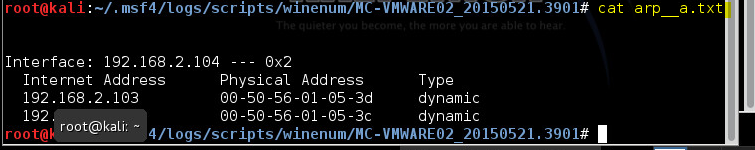 root@kali:~/.msf4/logs/scripts/winenum/MC-VMWARE02_20150521.3901# cat arp__a.txt
The quieter you become, the more you are able to hear.
Interface: 192.168.2.104 --- 0x2
Internet Address Physical Address Type
192.168.2.103 00-50-56-01-05-3d dynamic
192. 00-50-56-01-05-3c dynamic
root@kali: ~
root@k msf4/logs/scripts/winenum/MC-VMWARE02_20150521.3901#